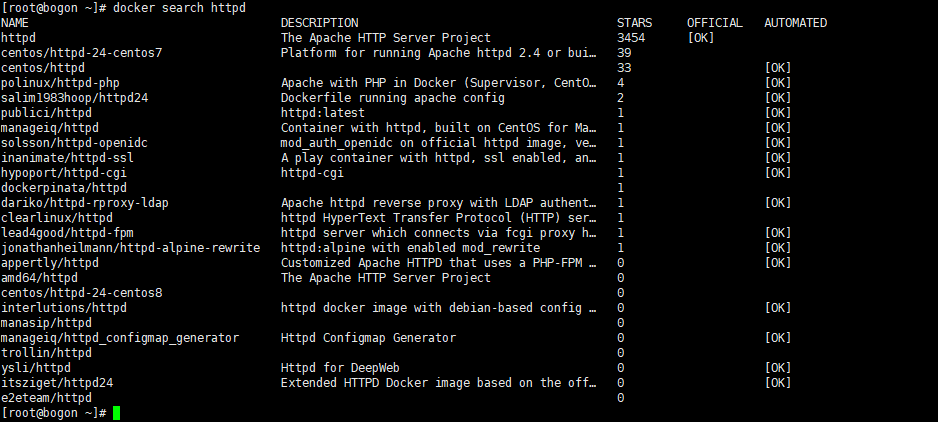 [root@bogon ~]# docker search httpd
NAME DESCRIPTION STARS OFFICIAL AUTOMATED
httpd The Apache HTTP Server Project 3454 [OK]
centos/httpd-24-centos7 Platform for running Apache httpd 2.4 or bui… 39
centos/httpd 33 [OK]
polinux/httpd-php Apache with PHP in Docker (Supervisor, CentO… 4 [OK]
salim1983hoop/httpd24 Dockerfile running apache config 2 [OK]
publici/httpd httpd:latest 1 [OK]
manageiq/httpd Container with httpd, built on CentOS for Ma… 1 [OK]
solsson/httpd-openidc mod_auth_openidc on official httpd image, ve… 1 [OK]
inanimate/httpd-ssl A play container with httpd, ssl enabled, an… 1 [OK]
hypoport/httpd-cgi httpd-cgi 1 [OK]
dockerpinata/httpd 1
dariko/httpd-rproxy-ldap Apache httpd reverse proxy with LDAP authent… 1 [OK]
clearlinux/httpd httpd HyperText Transfer Protocol (HTTP) ser… 1
lead4good/httpd-fpm httpd server which connects via fcgi proxy h… 1 [OK]
jonathanheilmann/httpd-alpine-rewrite httpd:alpine with enabled mod_rewrite 1 [OK]
appertly/httpd Customized Apache HTTPD that uses a PHP-FPM … 0 [OK]
amd64/httpd The Apache HTTP Server Project 0
centos/httpd-24-centos8 0
interlutions/httpd httpd docker image with debian-based config … 0 [OK]
manasip/httpd 0
manageiq/httpd_configmap_generator Httpd Configmap Generator 0 [OK]
trollin/httpd 0
ysli/httpd Httpd for DeepWeb 0 [OK]
itsziget/httpd24 Extended HTTPD Docker image based on the off… 0 [OK]
e2eteam/httpd 0
[root@bogon ~]#